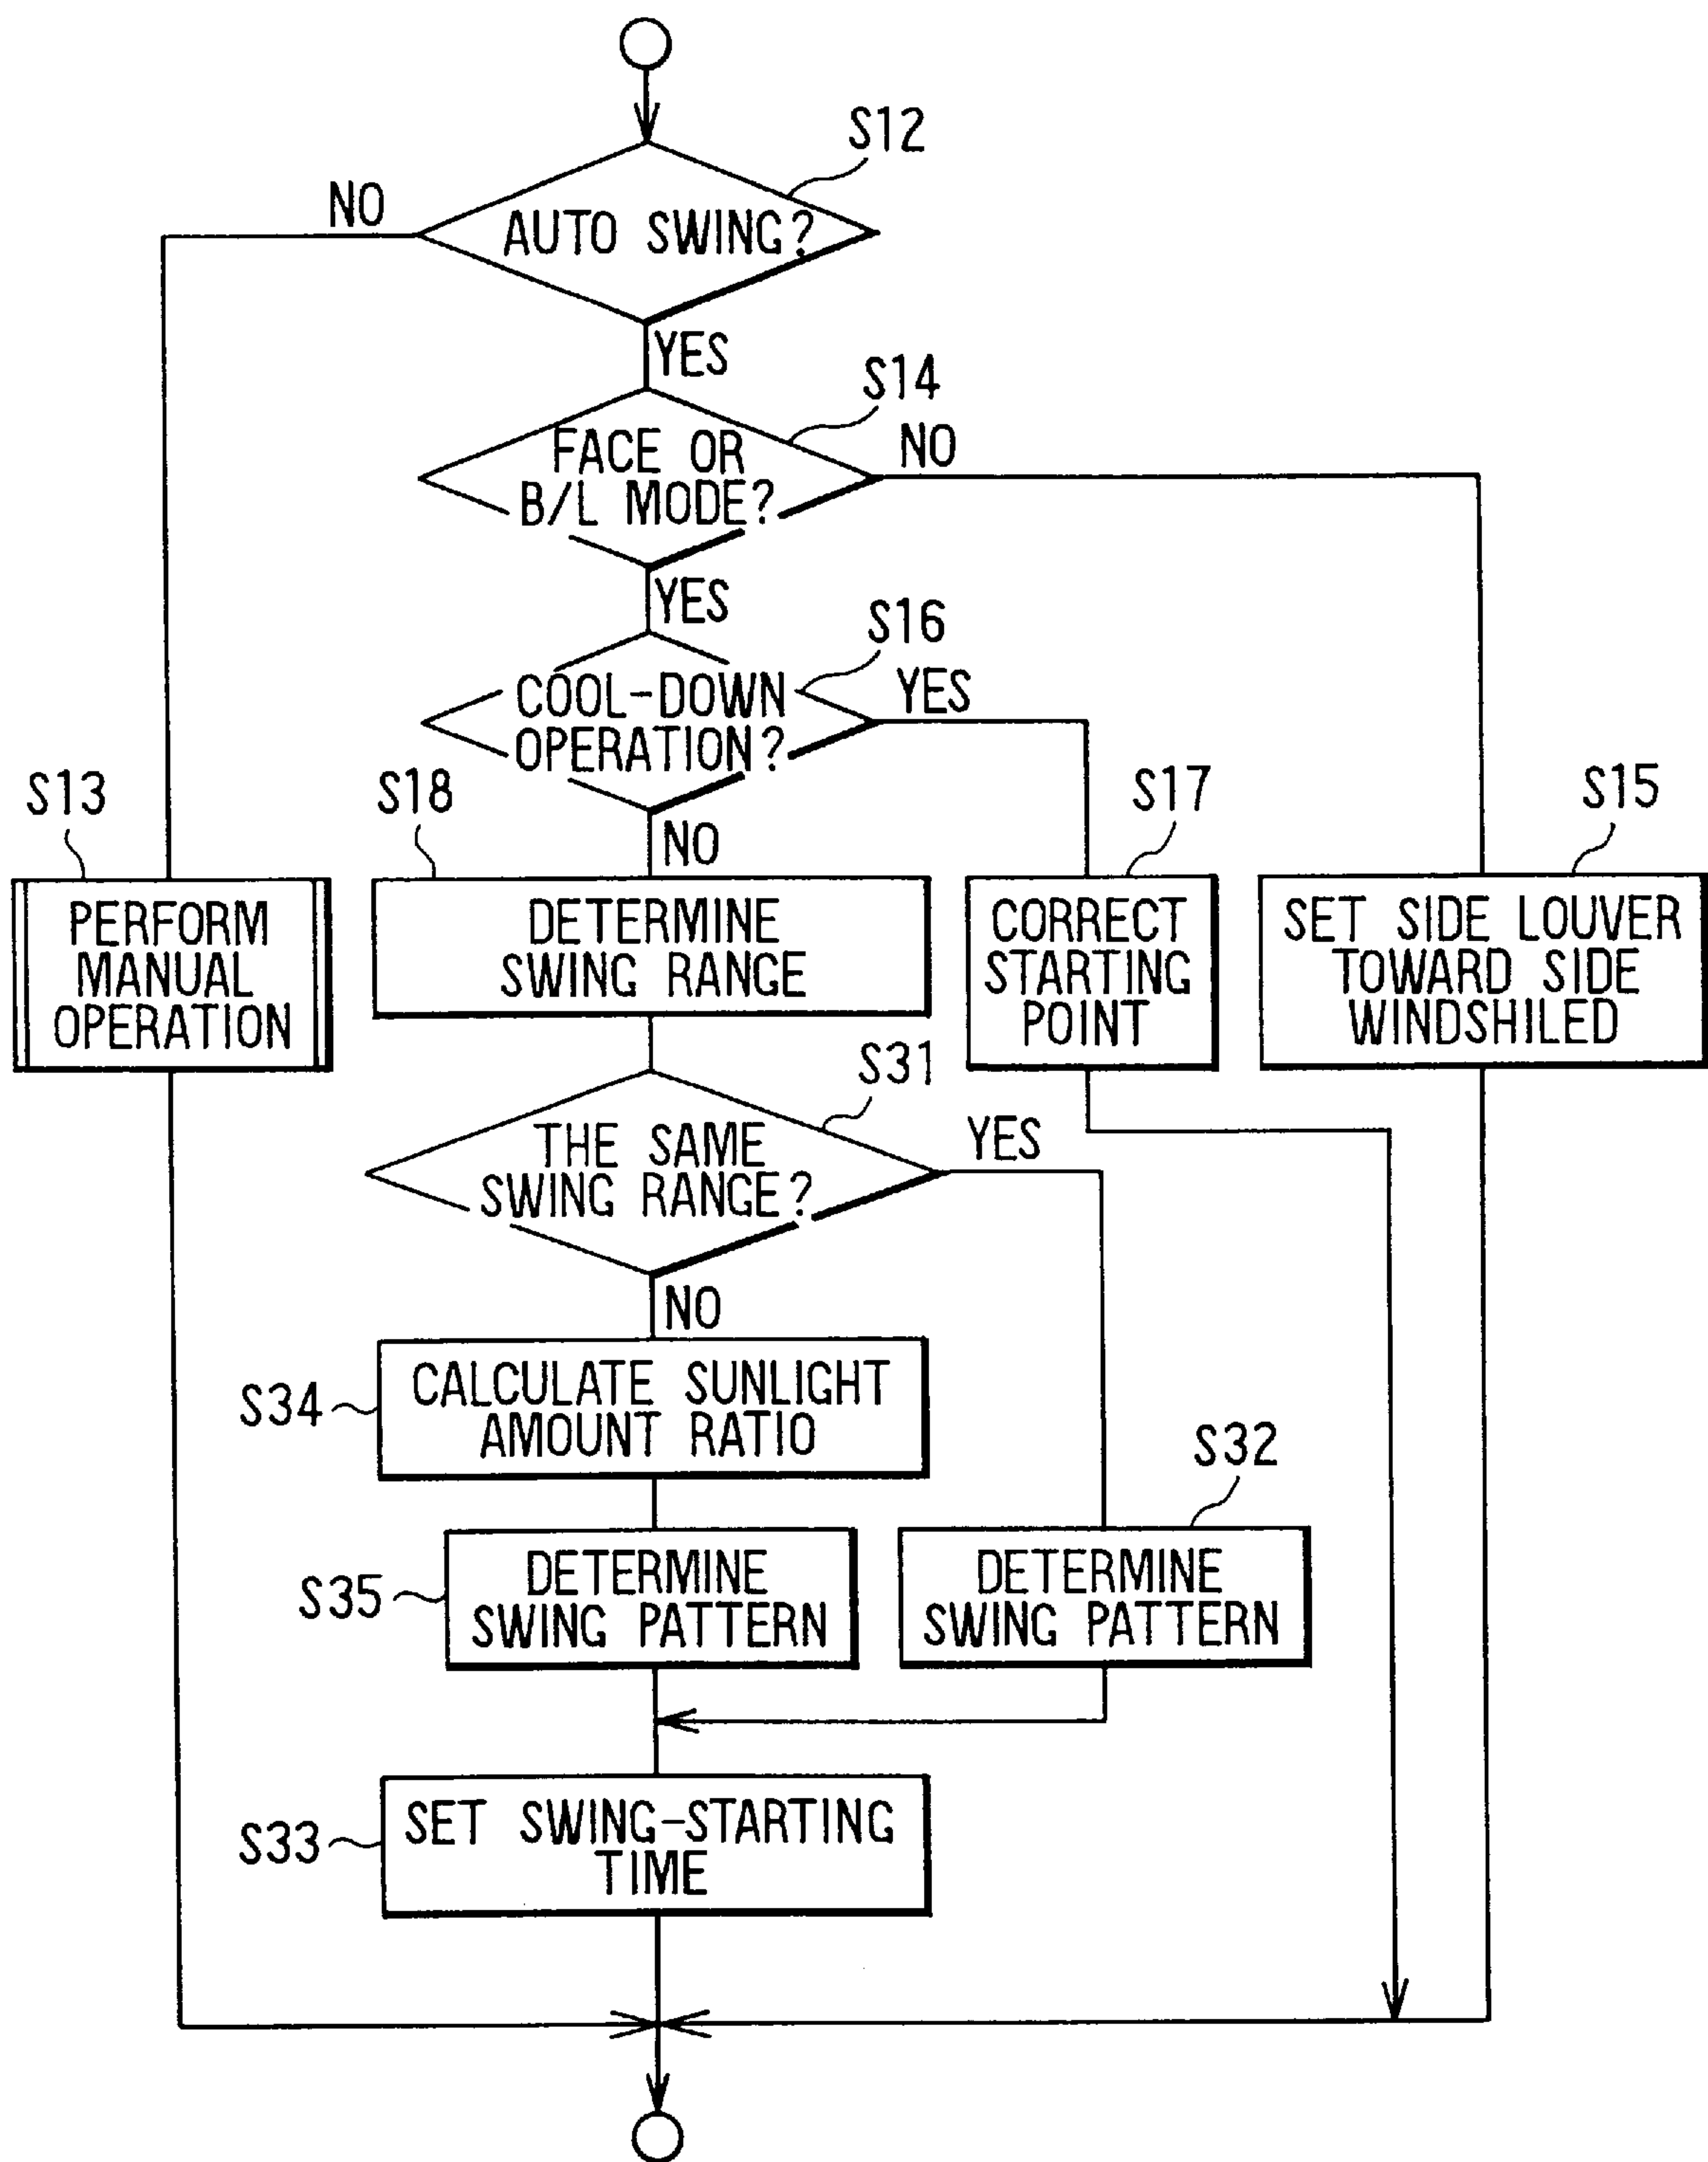 S12
NO
AUTO SWING?
YES
S14
FACE OR
B/L MODE?
NO
YES
S16
COOL-DOWN
OPERATION?
YES
NO
S13
PERFORM
MANUAL
OPERATION
S18
DETERMINE
SWING RANGE
S17
CORRECT
STARTING
POINT
S15
SET SIDE LOUVER
TOWARD SIDE
WINDSHILED
S31
THE SAME
SWING RANGE?
YES
NO
S34
CALCULATE SUNLIGHT
AMOUNT RATIO
S35
DETERMINE
SWING PATTERN
S32
DETERMINE
SWING PATTERN
S33
SET SWING-STARTING
TIME